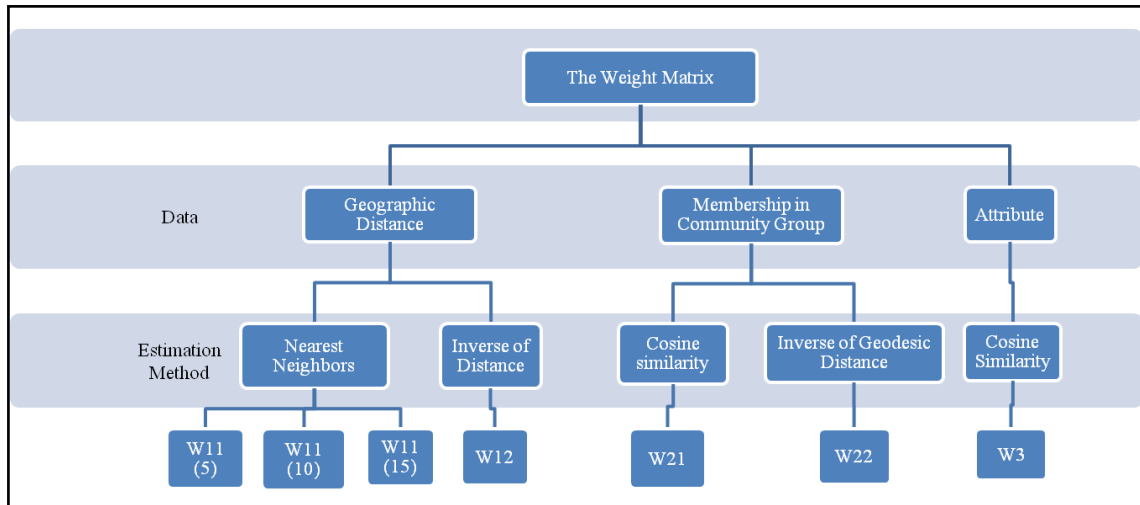 The Weight Matrix
Data
Geographic
Distance
Membership in
Community Group
Attribute
Estimation
Method
Nearest
Neighbors
Inverse of
Distance
Cosine
similarity
Inverse of Geodesic
Distance
Cosine
Similarity
W11
(5)
W11
(10)
W11
(15)
W12
W21
W22
W3